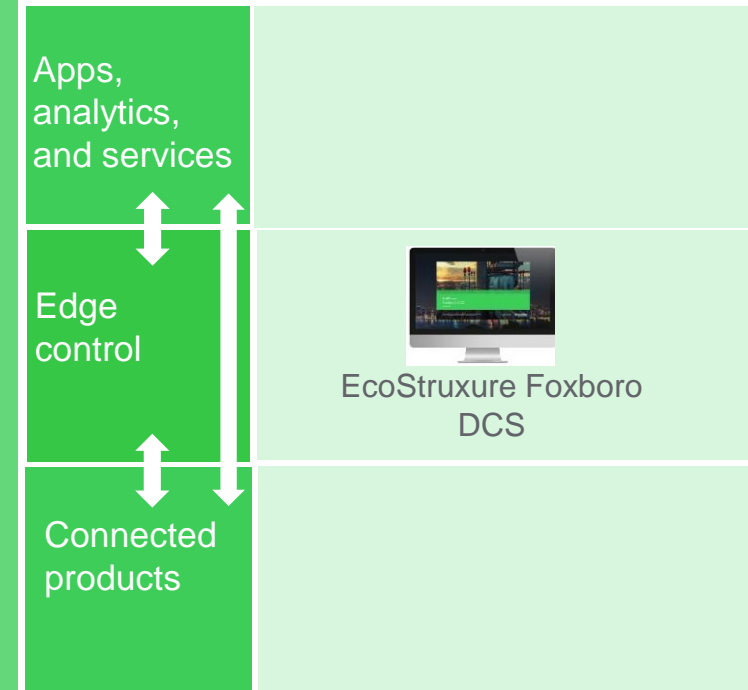 Apps,
analytics,
and services
Edge
control
EcoStruxure Foxboro
DCS
Connected
products